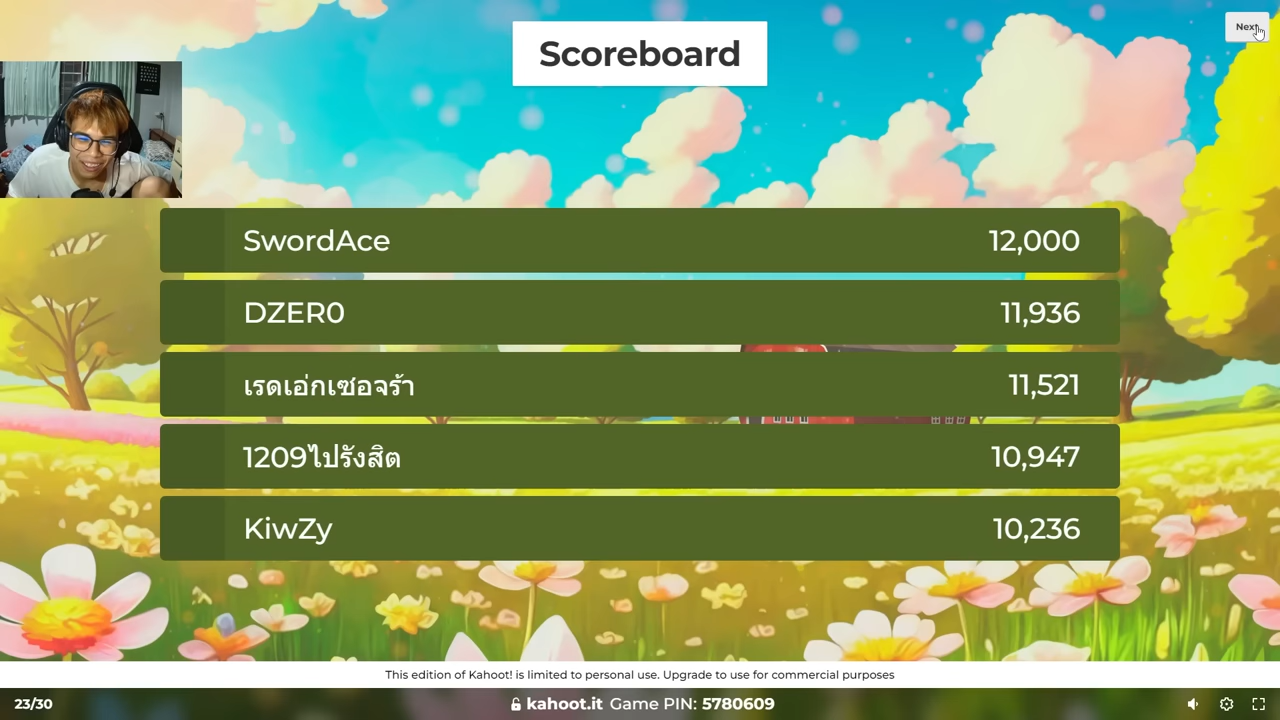 Scoreboard
Next
SwordAce 12,000
DZER0 11,936
เรดเอ่กเซอจร้า 11,521
1209ไปรังสิต 10,947
KiwZy 10,236
This edition of Kahoot! is limited to personal use. Upgrade to use for commercial purposes
23/30 kahoot.it Game PIN: 5780609